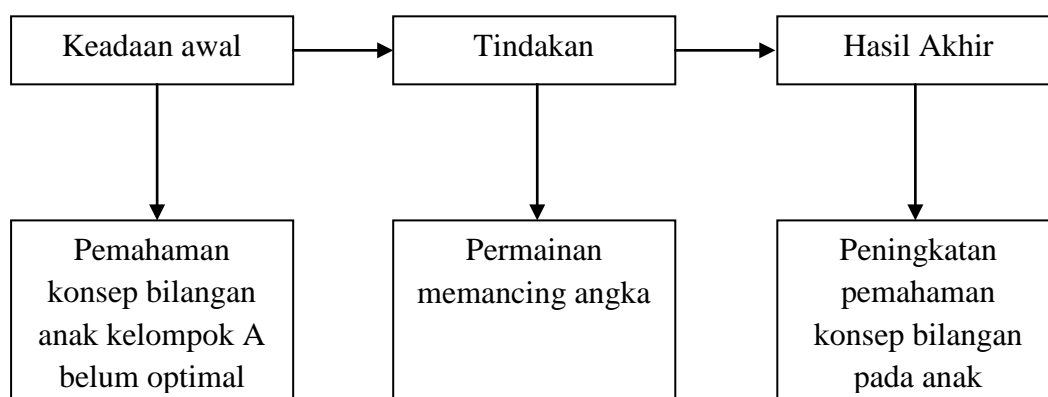 Keadaan awal
Tindakan
Hasil Akhir
Pemahaman
konsep bilangan
anak kelompok A
belum optimal
Permainan
memancing angka
Peningkatan
pemahaman
konsep bilangan
pada anak